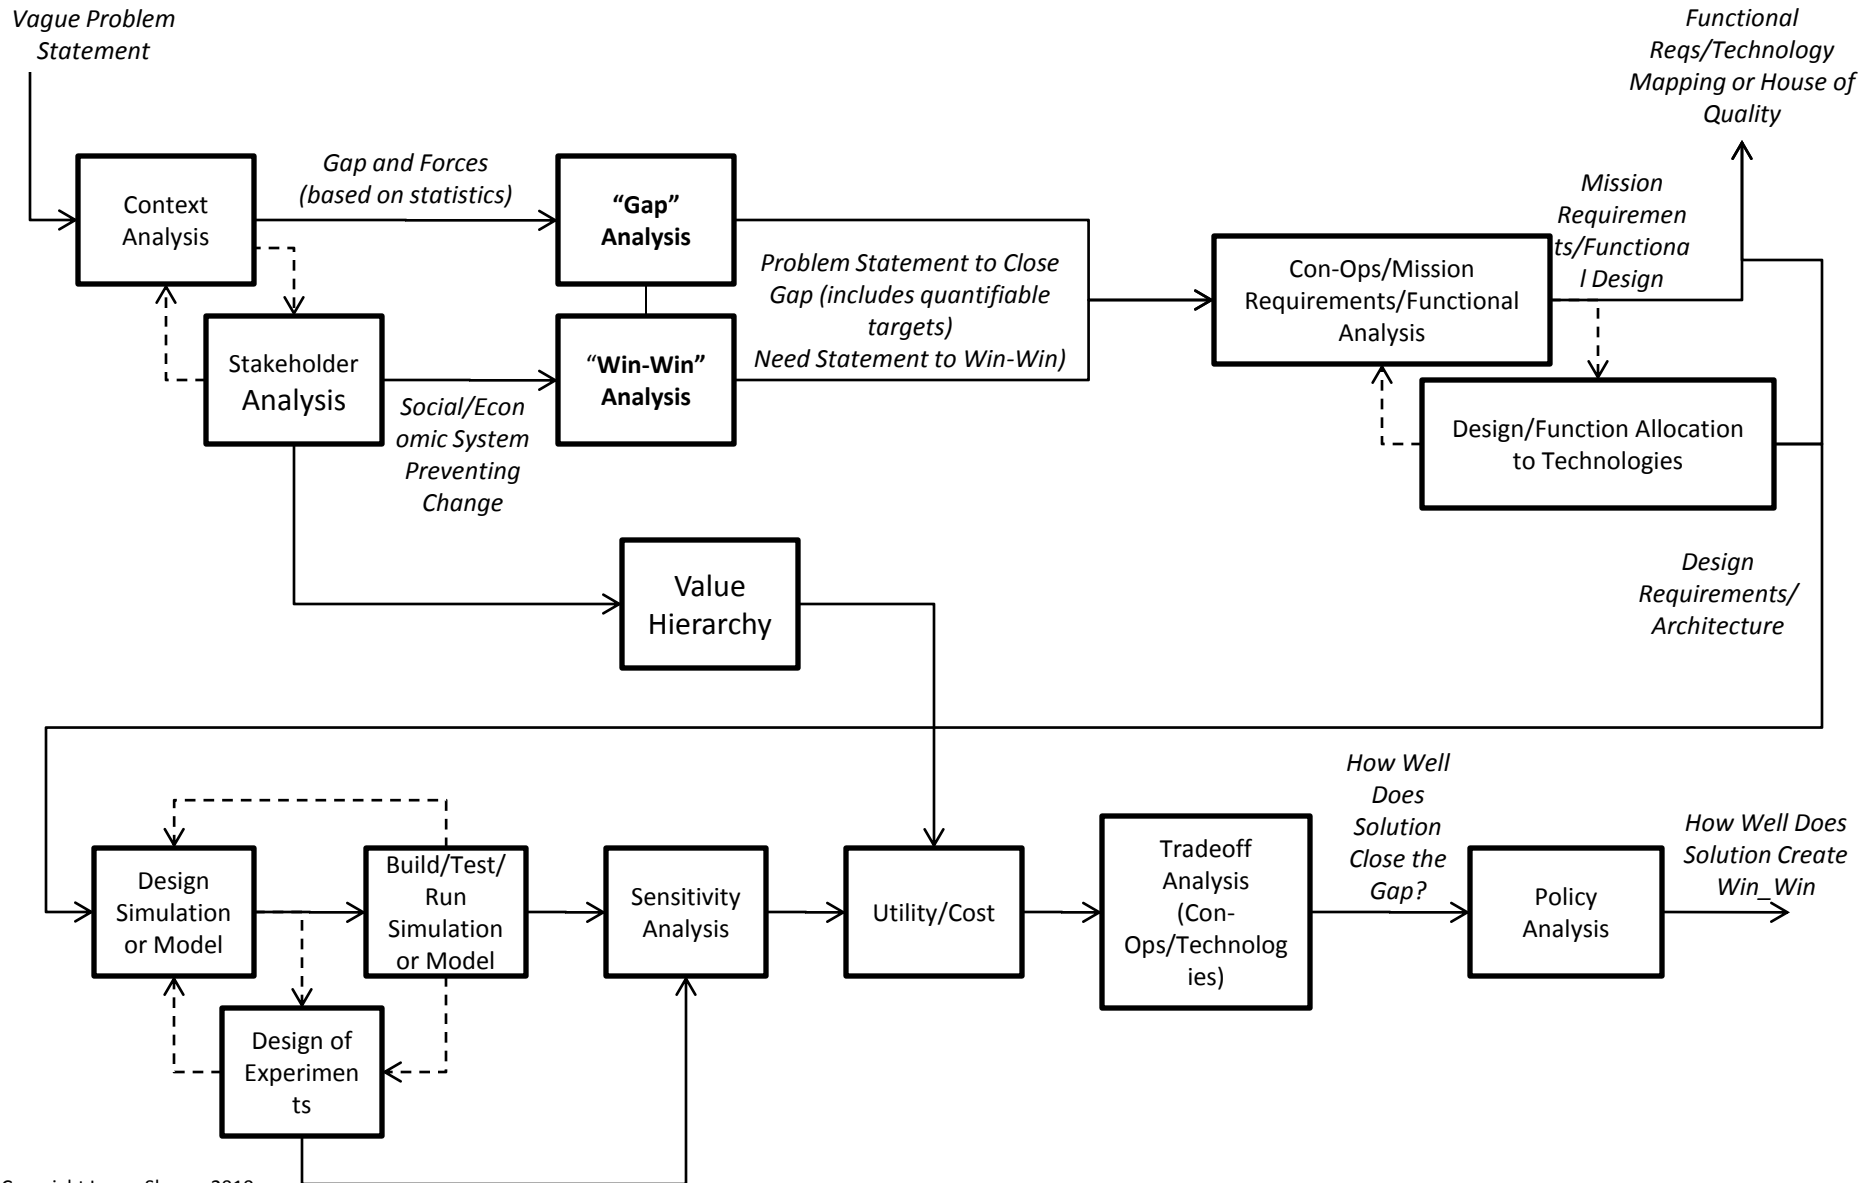 Vague Problem
Statement
Functional
Reqs/Technology
Mapping or House of
Quality
Context
Analysis
Gap and Forces
(based on statistics)
“Gap”
Analysis
Mission
Requiremen
ts/Functiona
l Design
Problem Statement to Close
Gap (includes quantifiable
targets)
Need Statement to Win-Win)
Con-Ops/Mission
Requirements/Functional
Analysis
Stakeholder
Analysis
Social/Econ
omic System
Preventing
Change
“Win-Win”
Analysis
Design/Function Allocation
to Technologies
Value
Hierarchy
Design
Requirements/
Architecture
Design
Simulation
or Model
Build/Test/
Run
Simulation
or Model
Sensitivity
Analysis
Utility/Cost
Tradeoff
Analysis
(Con-
Ops/Technolog
ies)
How Well
Does
Solution
Close the
Gap?
Policy
Analysis
How Well Does
Solution Create
Win_Win
Design of
Experimen
ts